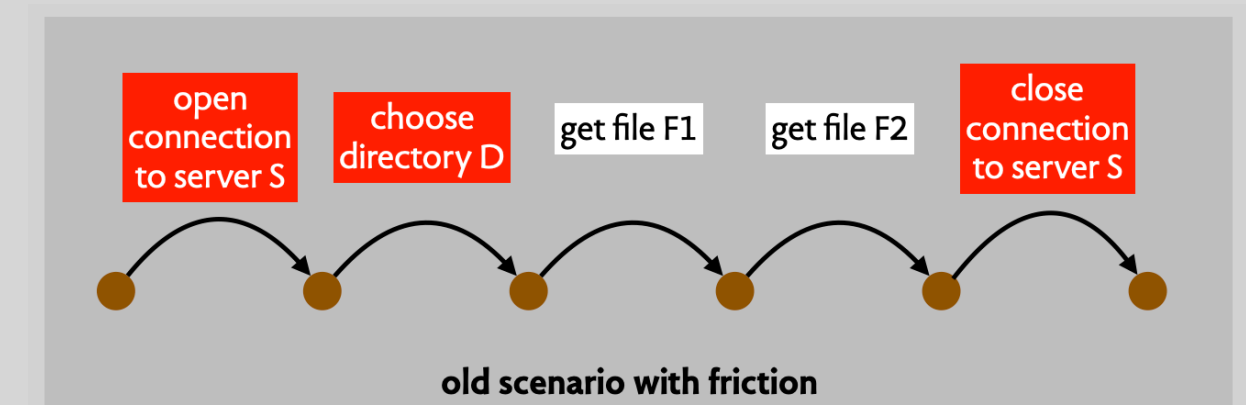 open
connection
to server S
choose
directory D
get file F1
get file F2
close
connection
to server S
old scenario with friction